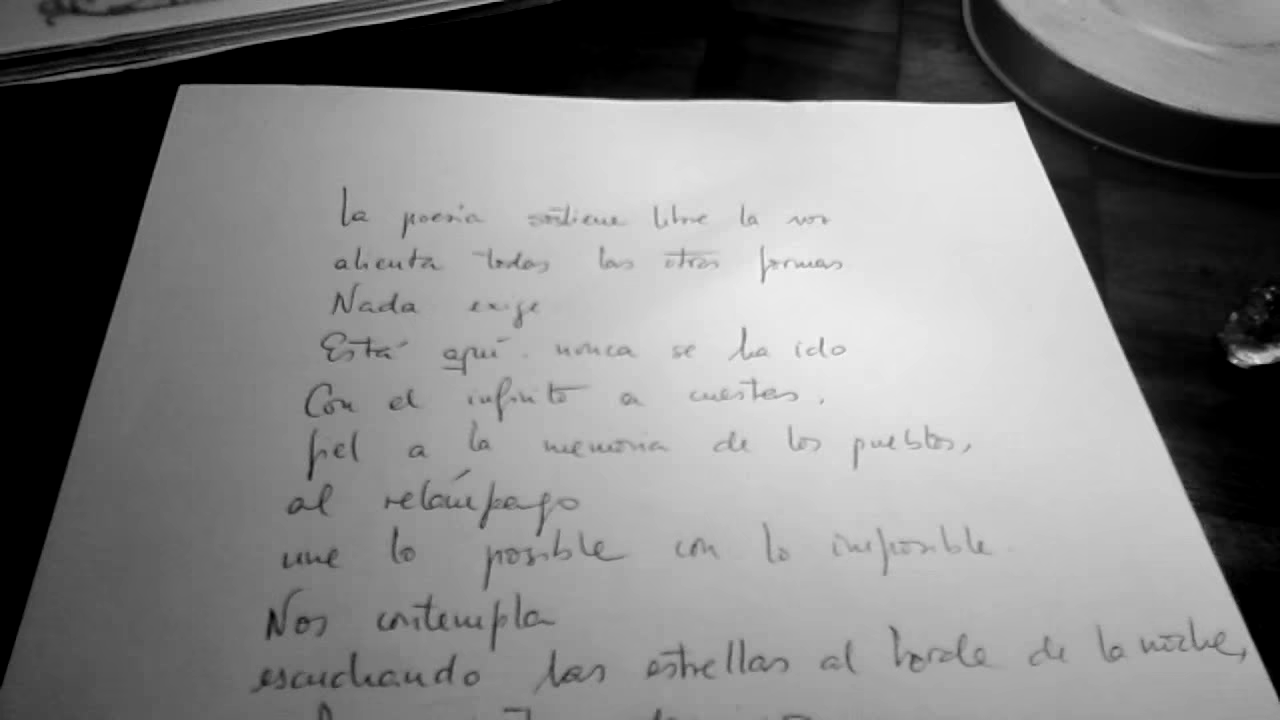 La poesía sostiene libre la voz
alienta todas las otras formas
Nada exige
Está aquí. nunca se ha ido
Con el infinito a cuestas,
fiel a la memoria de los pueblos,
al relámpago
une lo posible con lo imposible.
Nos contempla
escuchando las estrellas al borde de la noche,